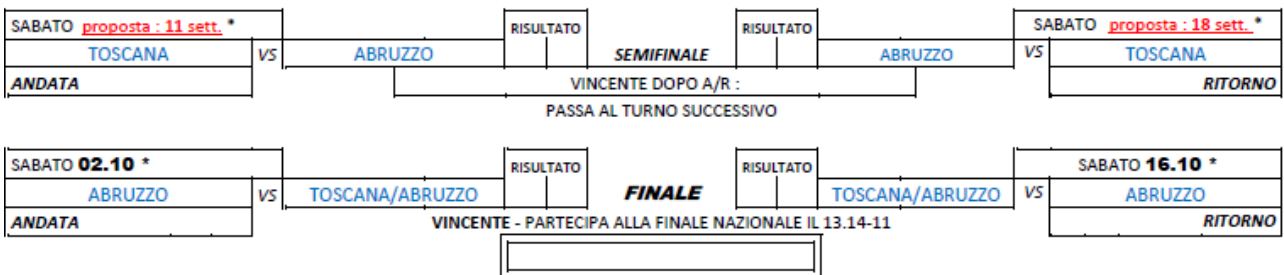 SABATO proposta : 11 sett. * RISULTATO RISULTATO SABATO proposta : 18 sett. *
TOSCANA VS ABRUZZO SEMIFINALE ABRUZZO VS TOSCANA
ANDATA VINCENTE DOPO A/R : RITORNO
PASSA AL TURNO SUCCESSIVO
SABATO 02.10 * RISULTATO RISULTATO SABATO 16.10 *
ABRUZZO VS TOSCANA/ABRUZZO FINALE TOSCANA/ABRUZZO VS ABRUZZO
ANDATA VINCENTE - PARTECIPA ALLA FINALE NAZIONALE IL 13.14-11 RITORNO